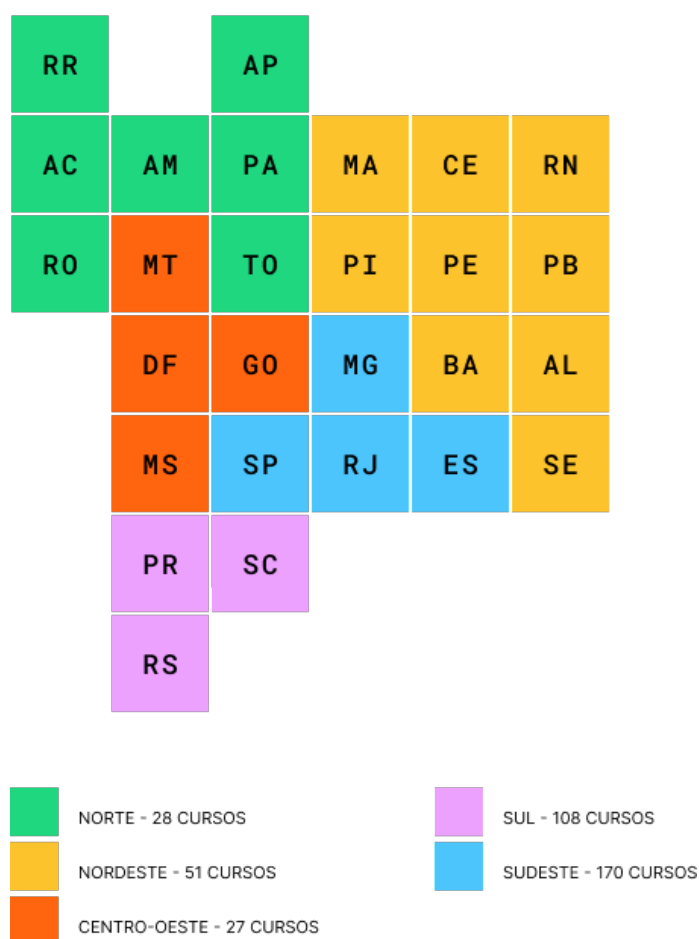 RR AP
AC AM PA MA CE RN
RO MT TO PI PE PB
DF GO MG BA AL
MS SP RJ ES SE
PR SC
RS
NORTE - 28 CURSOS
NORDESTE - 51 CURSOS
CENTRO-OESTE - 27 CURSOS
SUL - 108 CURSOS
SUDESTE - 170 CURSOS